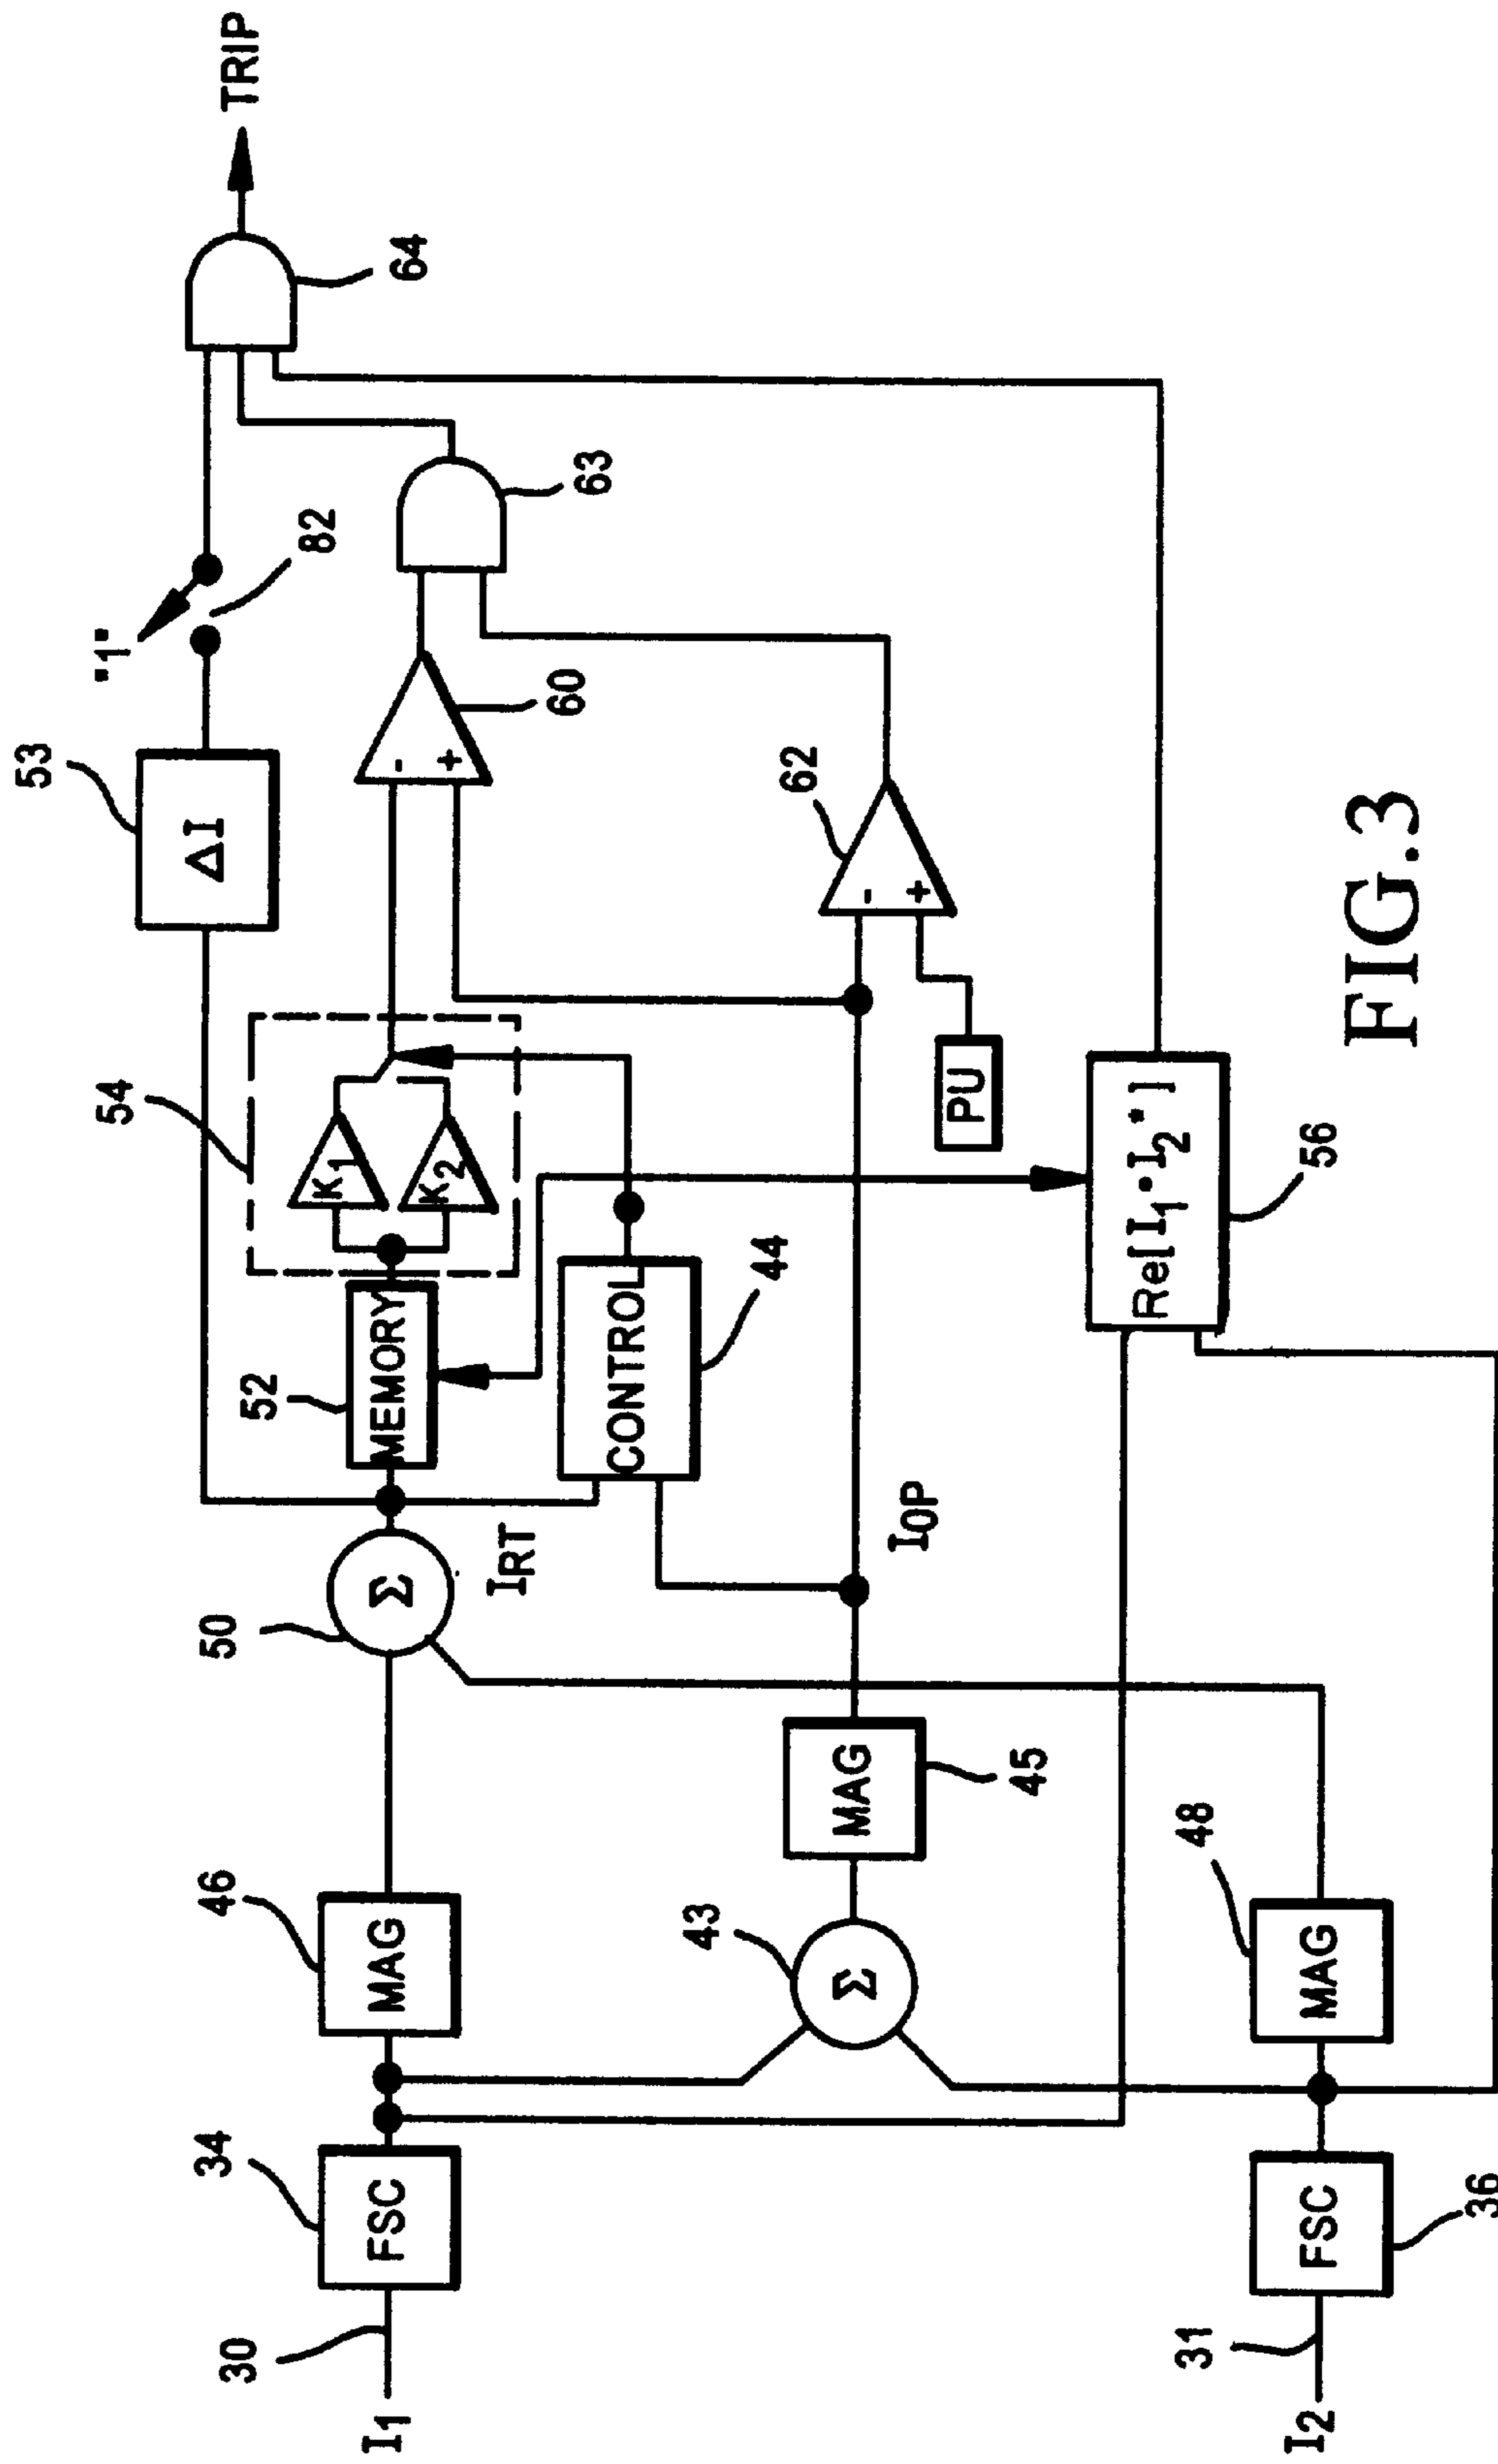 53
"1"
82
TRIP
64
54
ΔI
52
MEMORY
K1
K2
-
+
60
63
50
Σ
IRT
CONTROL
44
62
-
+
PU
46
MAG
34
FSC
30
I1
43
Σ
MAG
45
IOP
Re[I1•I2*]
56
48
MAG
FSC
36
31
I2
FIG.3